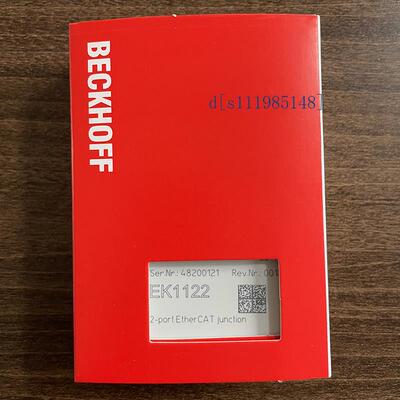 BECKHOFF
d[s111985148]
Ser.Nr.: 48200121 Rev.Nr.: 001
EK1122
2-port EtherCAT junction